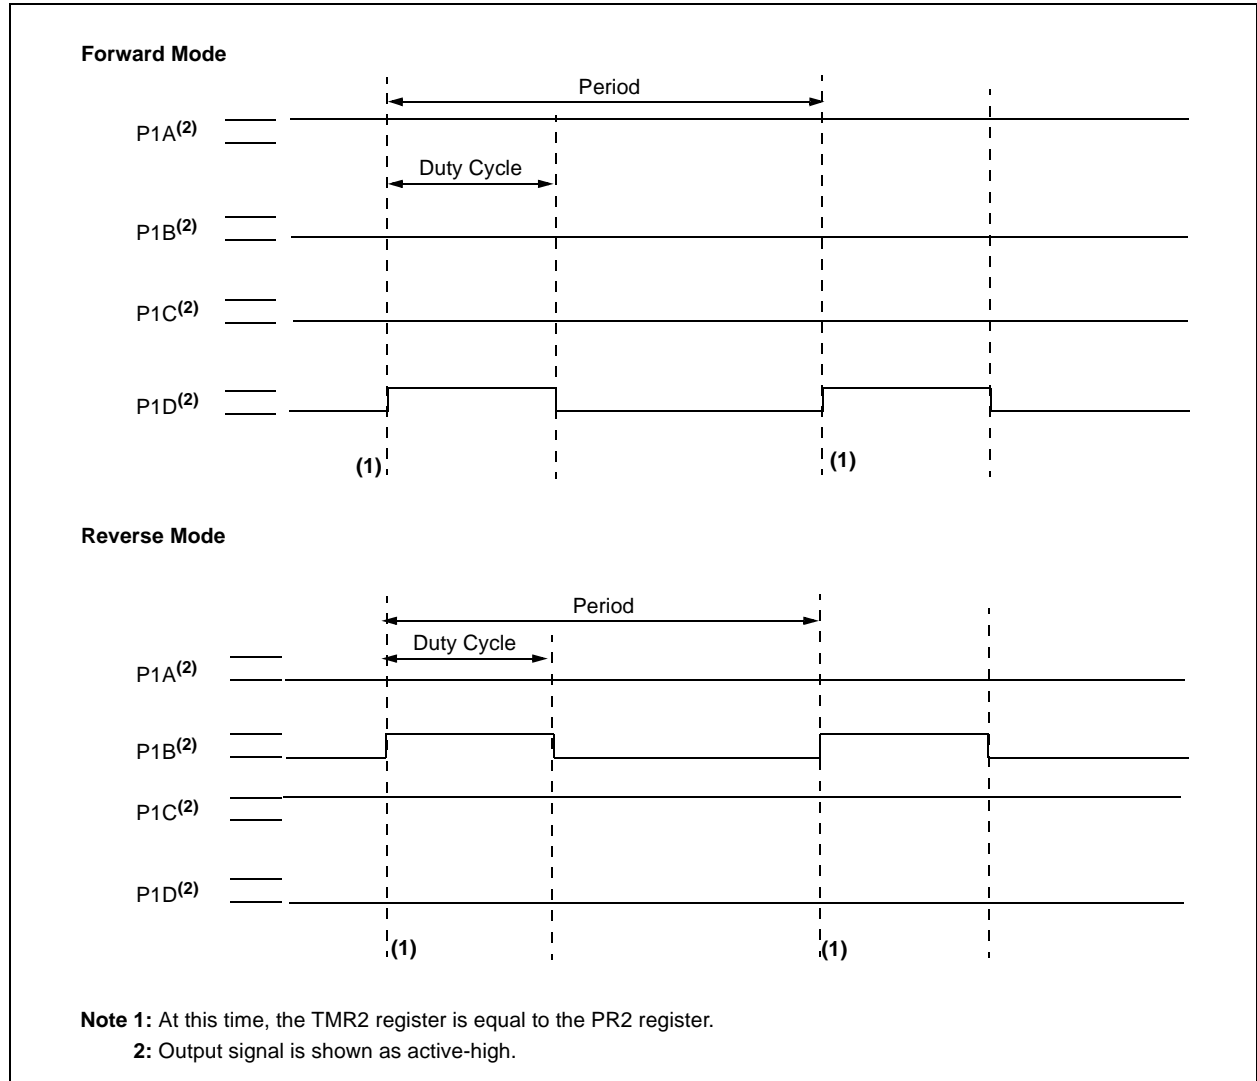 Forward Mode
Period
P1A(2)
Duty Cycle
P1B(2)
P1C(2)
P1D(2)
(1)
(1)
Reverse Mode
Period
Duty Cycle
P1A(2)
P1B(2)
P1C(2)
P1D(2)
(1)
(1)
Note 1: At this time, the TMR2 register is equal to the PR2 register.
2: Output signal is shown as active-high.